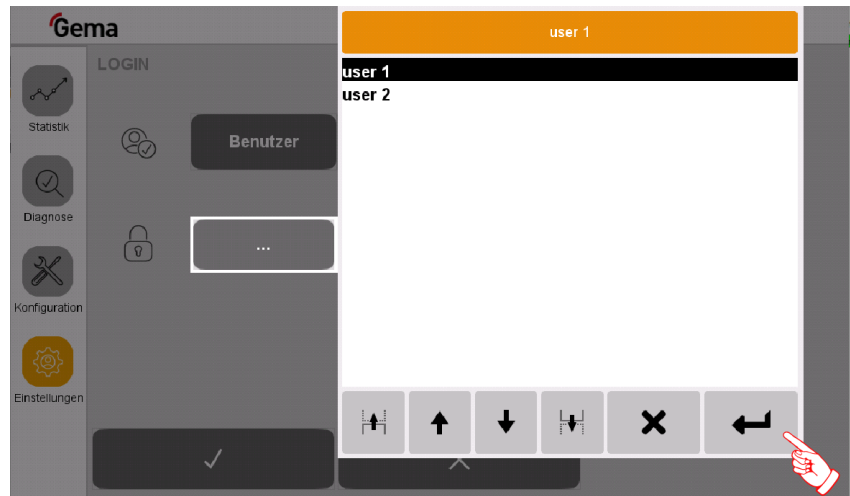 Gema
user 1
LOGIN
user 1
user 2
Statistik
Benutzer
Diagnose
...
Konfiguration
Einstellungen